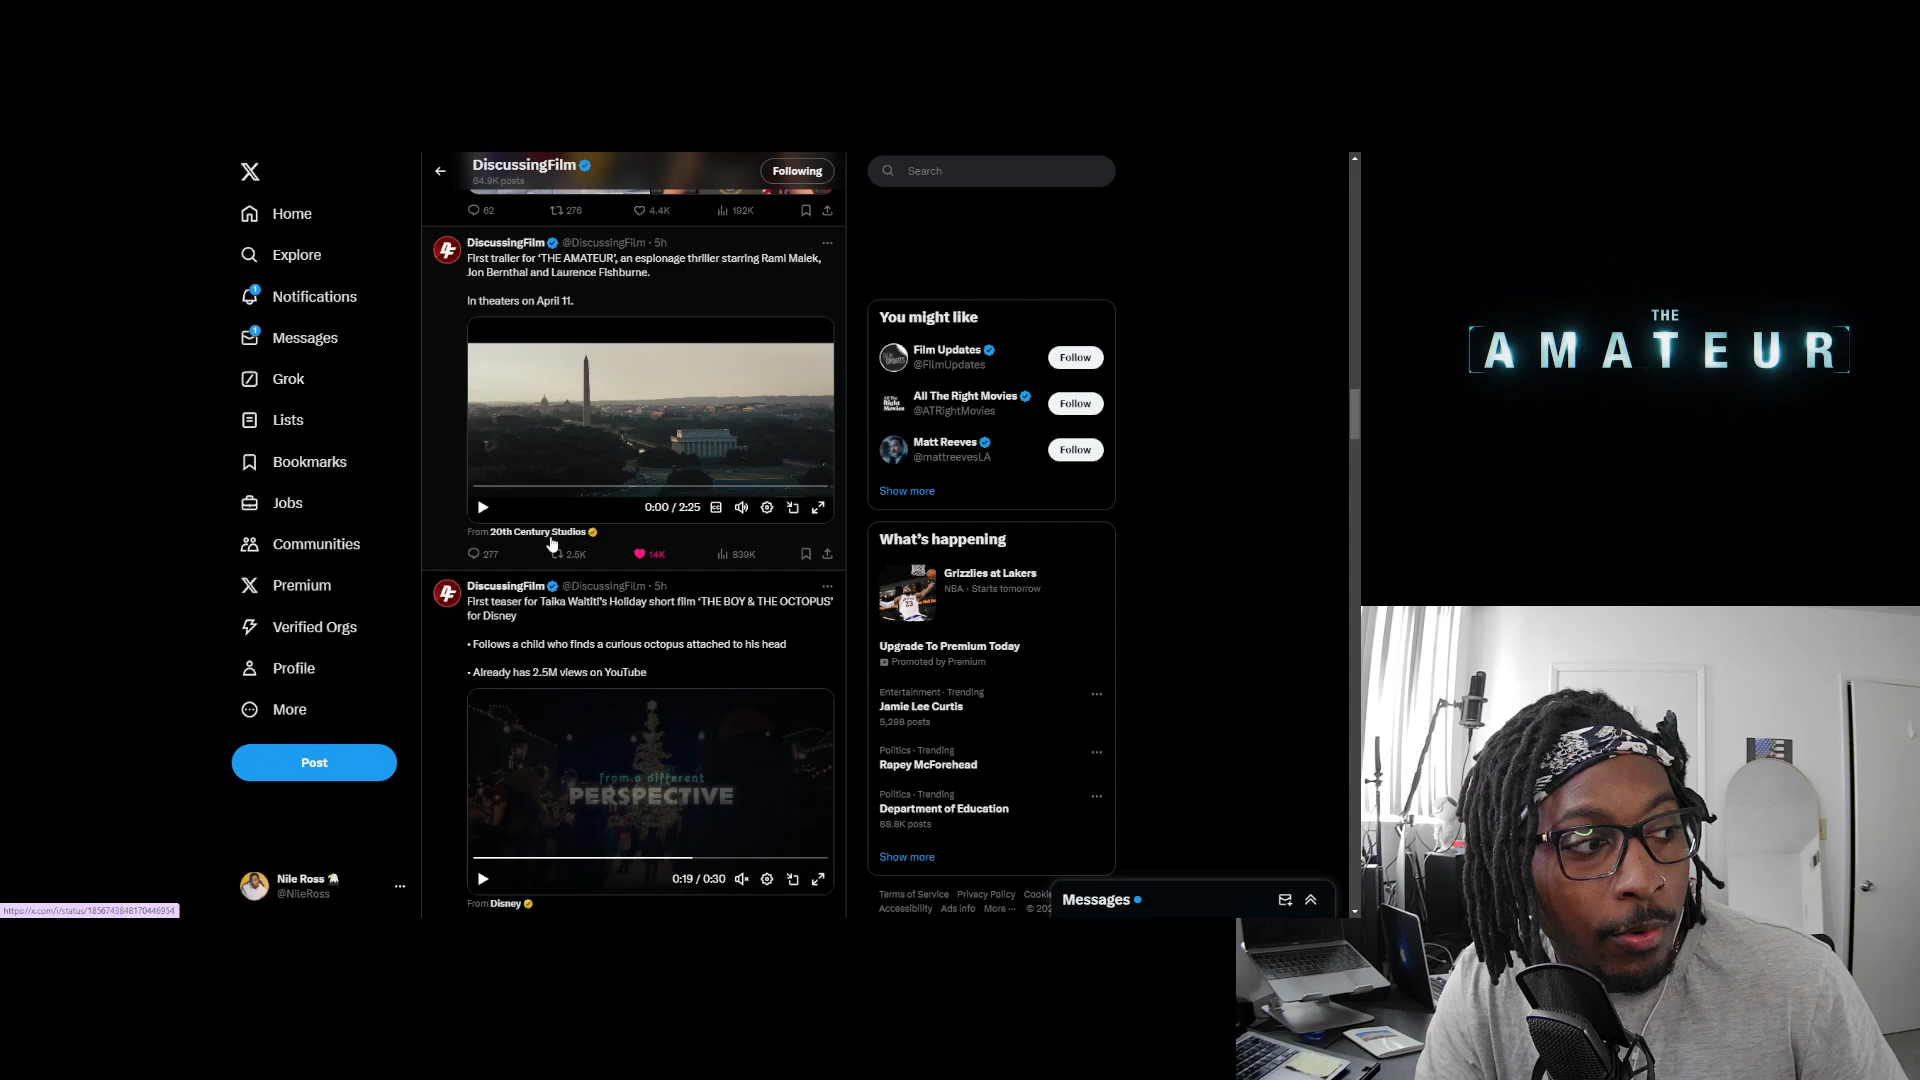 Home
Explore
1
Notifications
1
Messages
Grok
Lists
Bookmarks
Jobs
Communities
Premium
Verified Orgs
Profile
More
Post
Nile Ross
@NileRoss
https://x.com/i/status/1856743848170446954
DiscussingFilm
64.9K posts
Following
62 276 4.4K 192K
DiscussingFilm @DiscussingFilm · 5h
First trailer for ‘THE AMATEUR’, an espionage thriller starring Rami Malek,
Jon Bernthal and Laurence Fishburne.
In theaters on April 11.
0:00 / 2:25
From 20th Century Studios
277 2.5K 14K 839K
DiscussingFilm @DiscussingFilm · 5h
First teaser for Taika Waititi’s Holiday short film ‘THE BOY & THE OCTOPUS’
for Disney
• Follows a child who finds a curious octopus attached to his head
• Already has 2.5M views on YouTube
from a different
PERSPECTIVE
0:19 / 0:30
From Disney
Search
You might like
Film Updates
@FilmUpdates
Follow
All The Right Movies
@ATRightMovies
Follow
Matt Reeves
@mattreevesLA
Follow
Show more
What’s happening
Grizzlies at Lakers
NBA · Starts tomorrow
Upgrade To Premium Today
Promoted by Premium
Entertainment · Trending
Jamie Lee Curtis
5,298 posts
Politics · Trending
Rapey McForehead
Politics · Trending
Department of Education
88.8K posts
Show more
Terms of Service Privacy Policy Cookie
Accessibility Ads info More ··· © 202
Messages
THE
AMATEUR